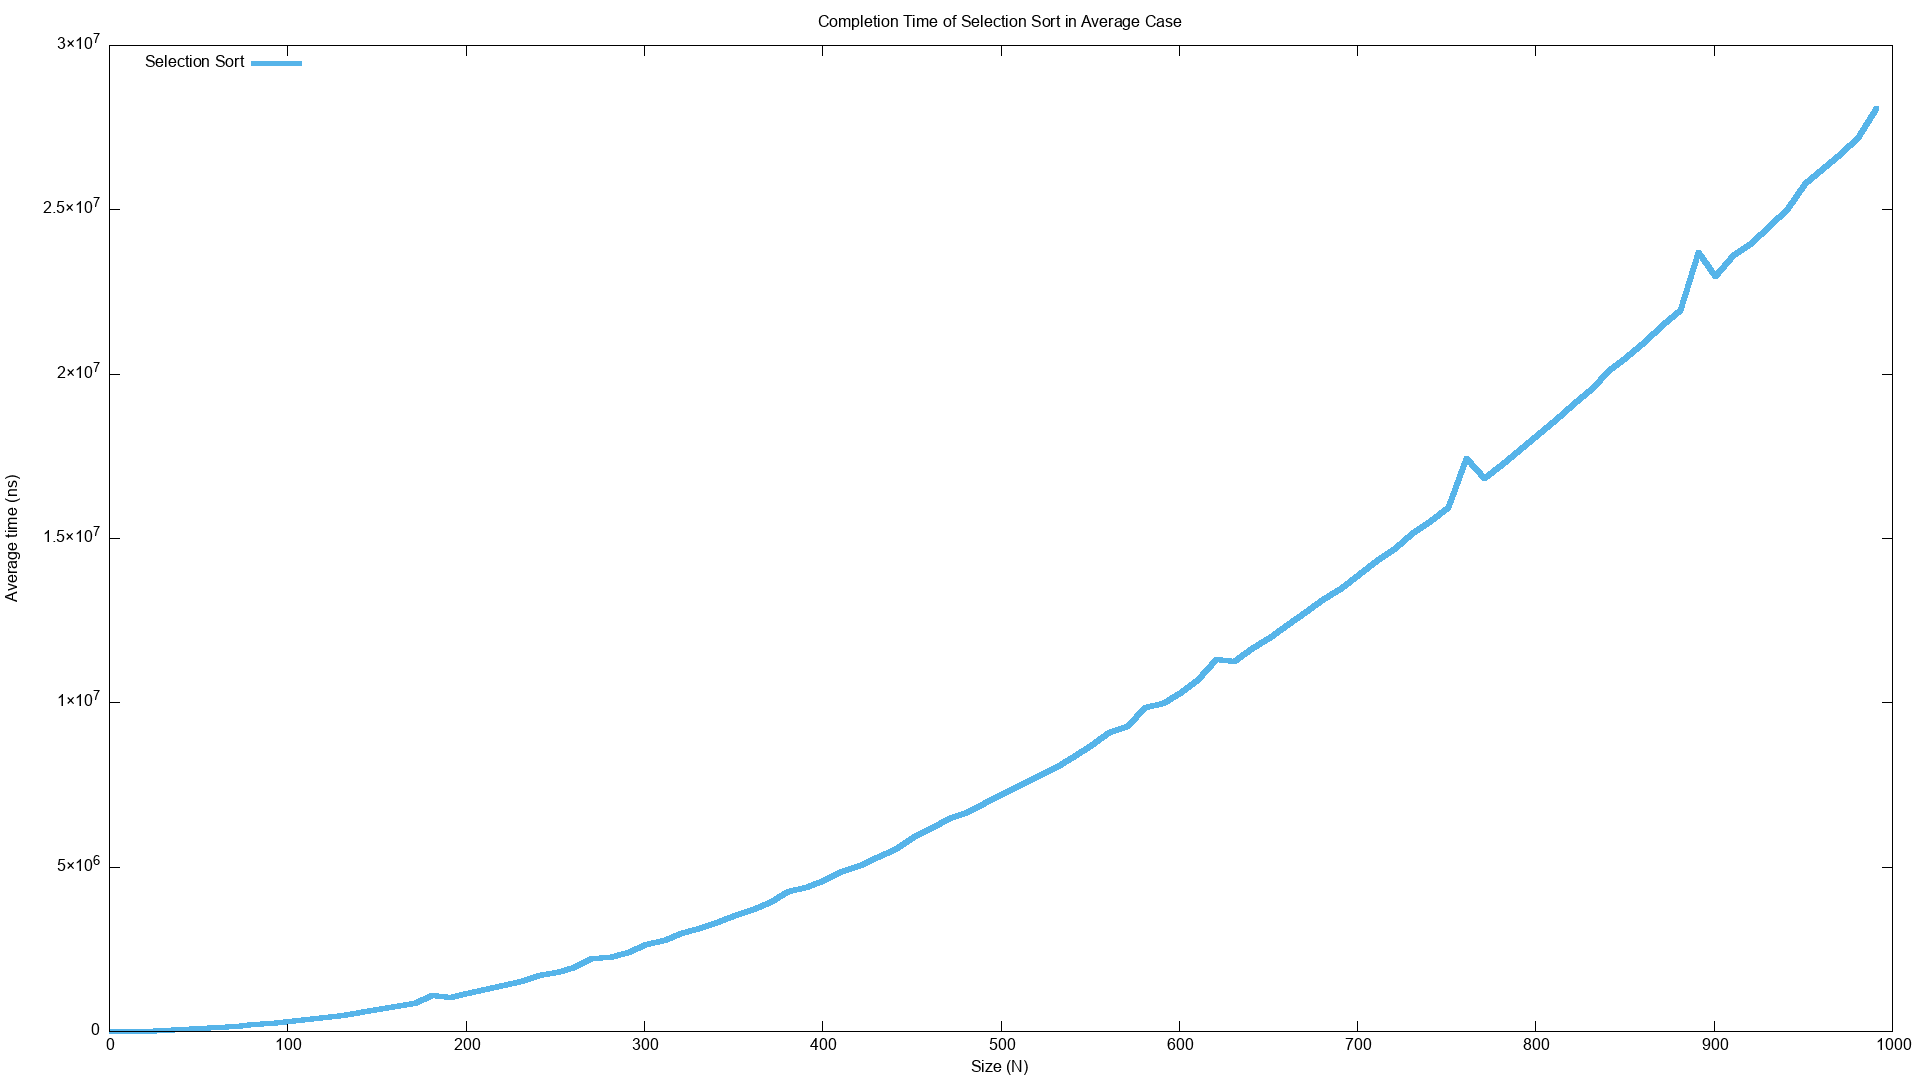 Completion Time of Selection Sort in Average Case
Selection Sort
3×10⁷
2.5×10⁷
2×10⁷
1.5×10⁷
1×10⁷
5×10⁶
0
Average time (ns)
0 100 200 300 400 500 600 700 800 900 1000
Size (N)